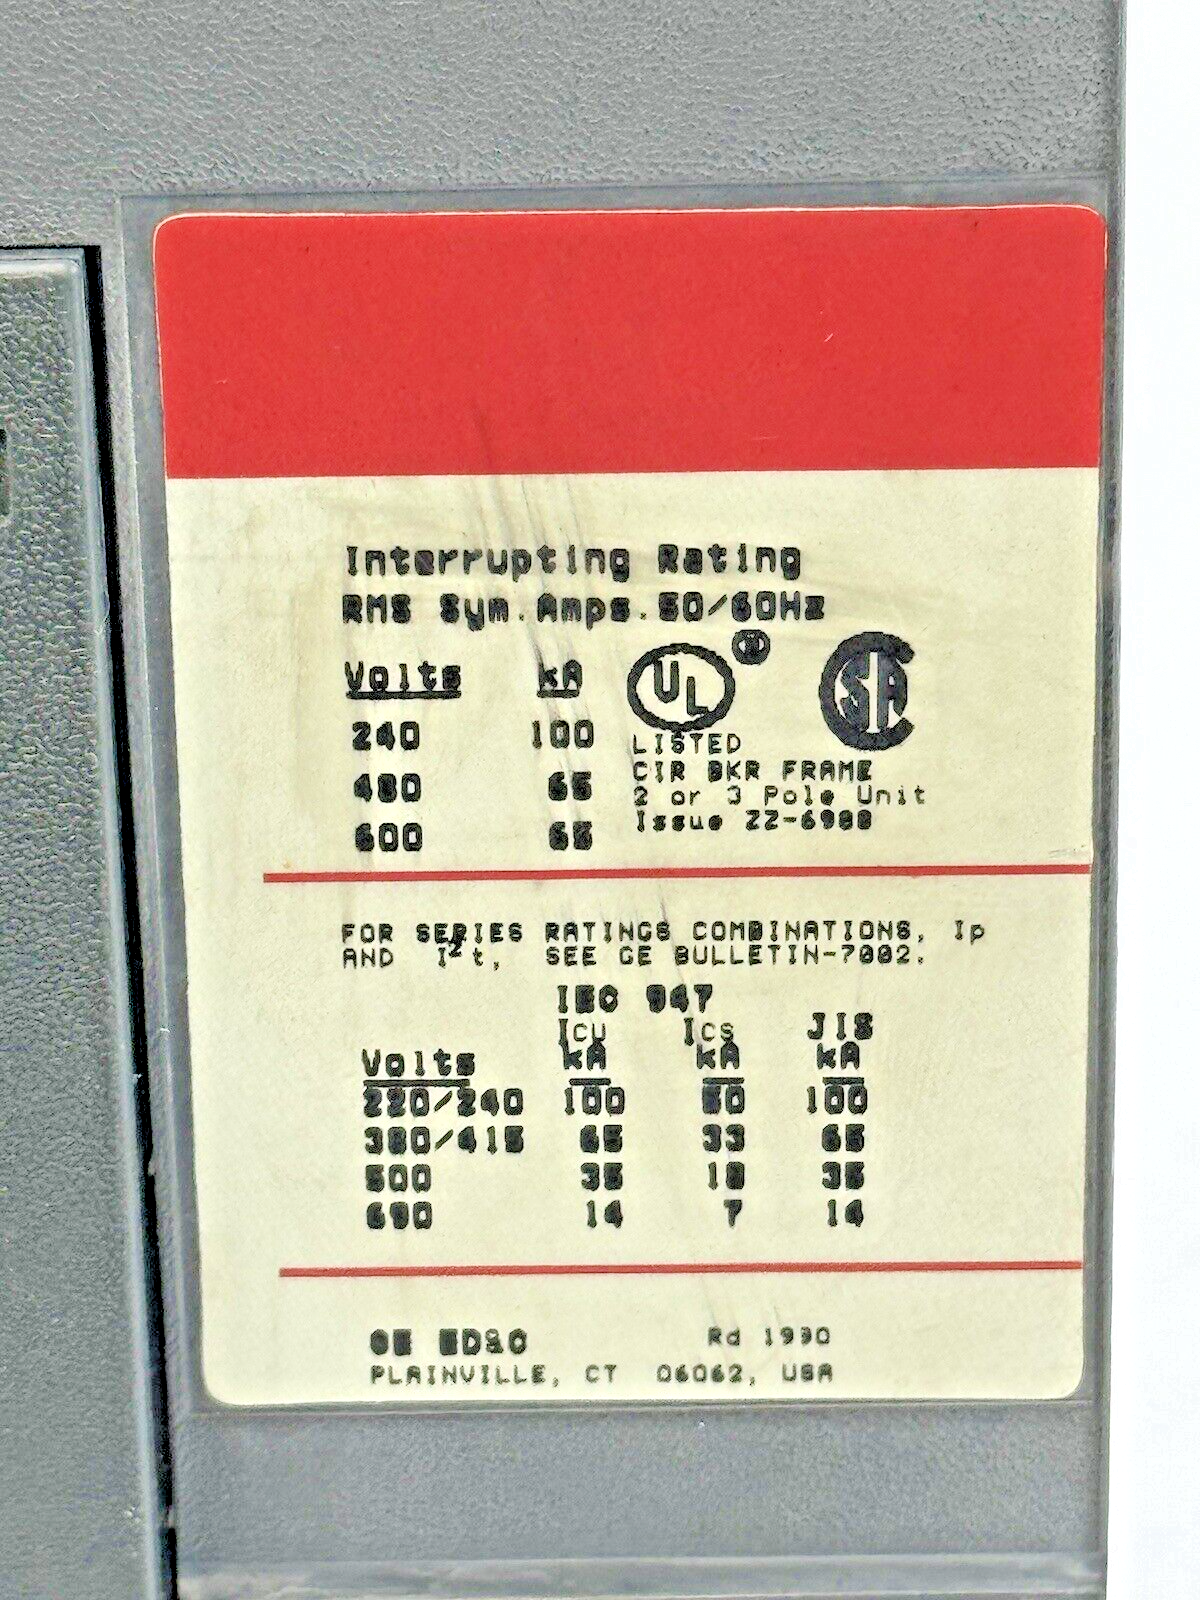 Interrupting Rating
RMS Sym. Amps. 50/60Hz
Volts kA
240 100
480 65
600 65
UL ®
SA
LISTED
CIR BKR FRAME
2 or 3 Pole Unit
Issue ZZ-6988
FOR SERIES RATINGS COMBINATIONS, Ip
AND I²t, SEE GE BULLETIN-7002.
IEC 947
Icu Ics JIS
Volts kA kA kA
220/240 100 50 100
380/415 65 33 65
500 35 18 35
690 14 7 14
GE ED&C Rd 1990
PLAINVILLE, CT 06062, USA